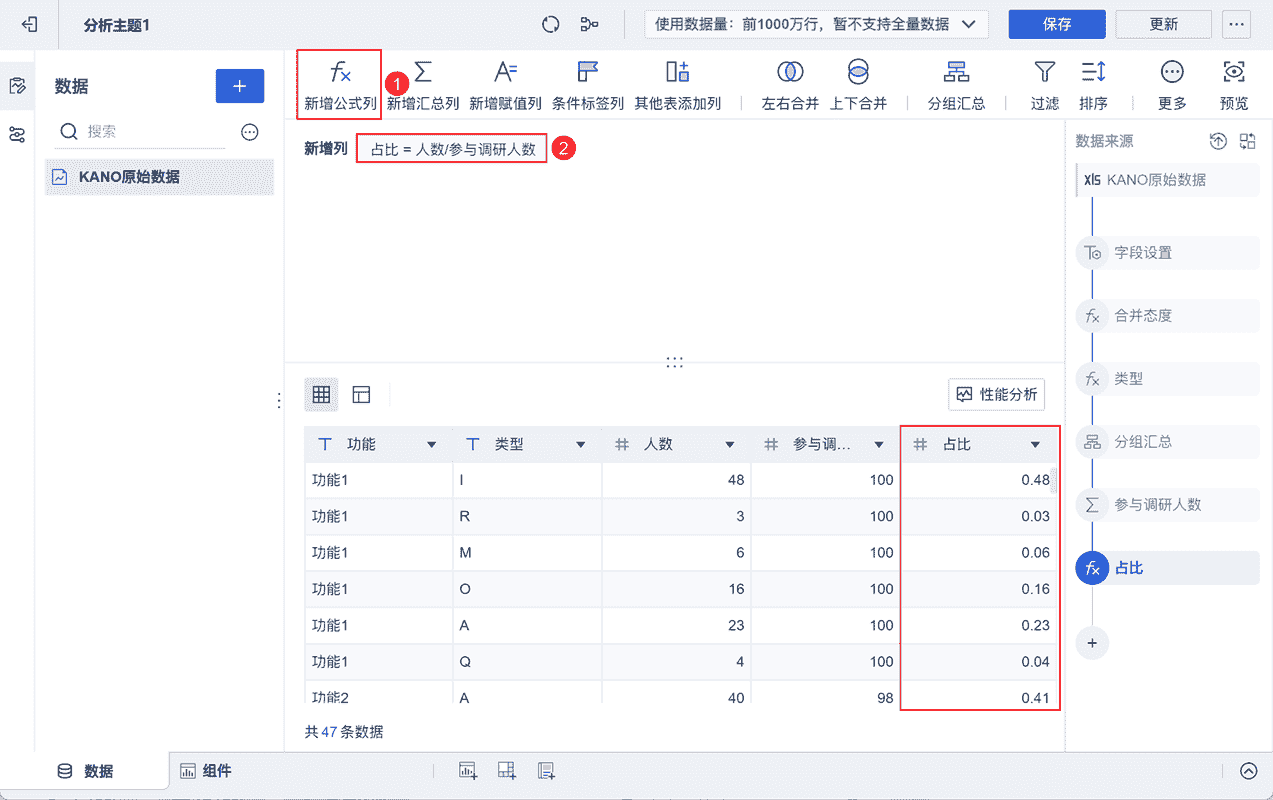 分析主题1
使用数据量：前1000万行，暂不支持全量数据
保存
更新
数据
+
搜索
KANO原始数据
新增公式列
1
新增汇总列
新增赋值列
条件标签列
其他表添加列
左右合并
上下合并
分组汇总
过滤
排序
更多
预览
新增列
占比 = 人数/参与调研人数
2
性能分析
功能 类型 人数 参与调... 占比
功能1 I 48 100 0.48
功能1 R 3 100 0.03
功能1 M 6 100 0.06
功能1 O 16 100 0.16
功能1 A 23 100 0.23
功能1 Q 4 100 0.04
功能2 A 40 98 0.41
共 47 条数据
数据来源
XLS KANO原始数据
字段设置
合并态度
类型
分组汇总
参与调研人数
占比
+
数据
组件